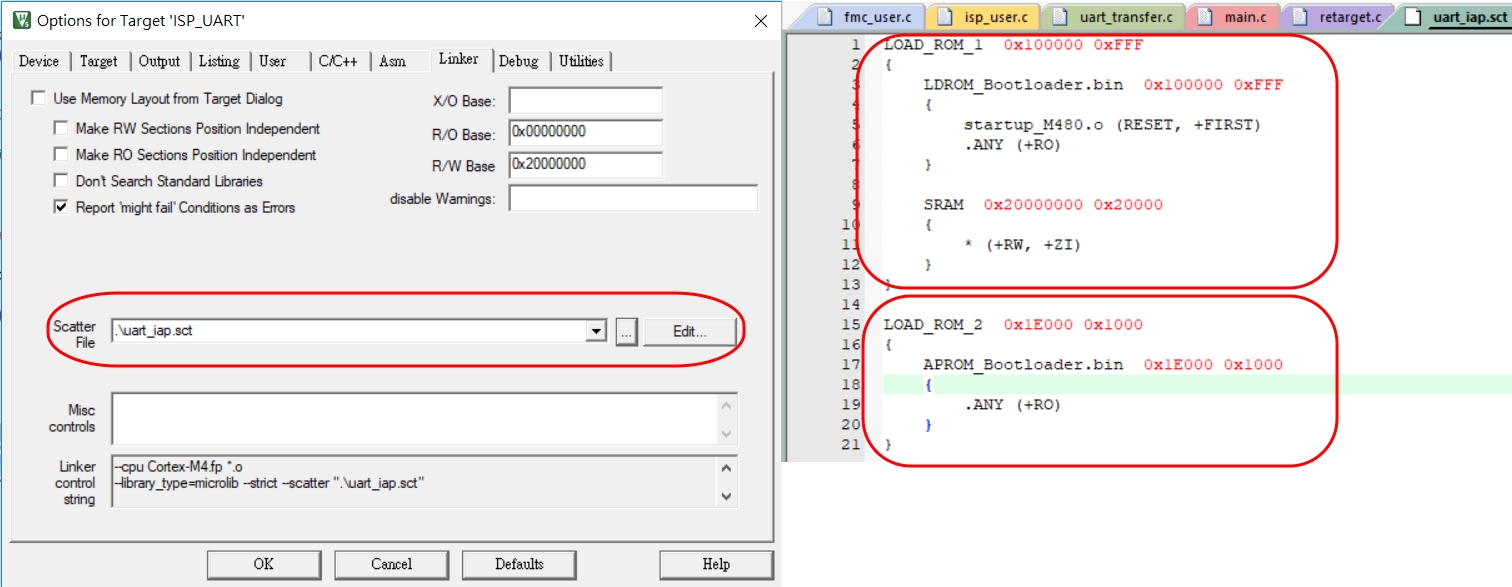 Options for Target 'ISP_UART'
Device Target Output Listing User C/C++ Asm Linker Debug Utilities
Use Memory Layout from Target Dialog
Make RW Sections Position Independent
Make RO Sections Position Independent
Don't Search Standard Libraries
Report 'might fail' Conditions as Errors
X/O Base:
R/O Base: 0x00000000
R/W Base 0x20000000
disable Warnings:
Scatter
File
.\uart_iap.sct
...
Edit...
Misc
controls
Linker
control
string
--cpu Cortex-M4.fp *.o
--library_type=microlib --strict --scatter ".\uart_iap.sct"
OK Cancel Defaults Help
fmc_user.c isp_user.c uart_transfer.c main.c retarget.c uart_iap.sct
1 LOAD_ROM_1 0x100000 0xFFF
2 {
3 LDROM_Bootloader.bin 0x100000 0xFFF
4 {
5 startup_M480.o (RESET, +FIRST)
6 .ANY (+RO)
7 }
8
9 SRAM 0x20000000 0x20000
10 {
11 * (+RW, +ZI)
12 }
13 }
14
15 LOAD_ROM_2 0x1E000 0x1000
16 {
17 APROM_Bootloader.bin 0x1E000 0x1000
18 {
19 .ANY (+RO)
20 }
21 }